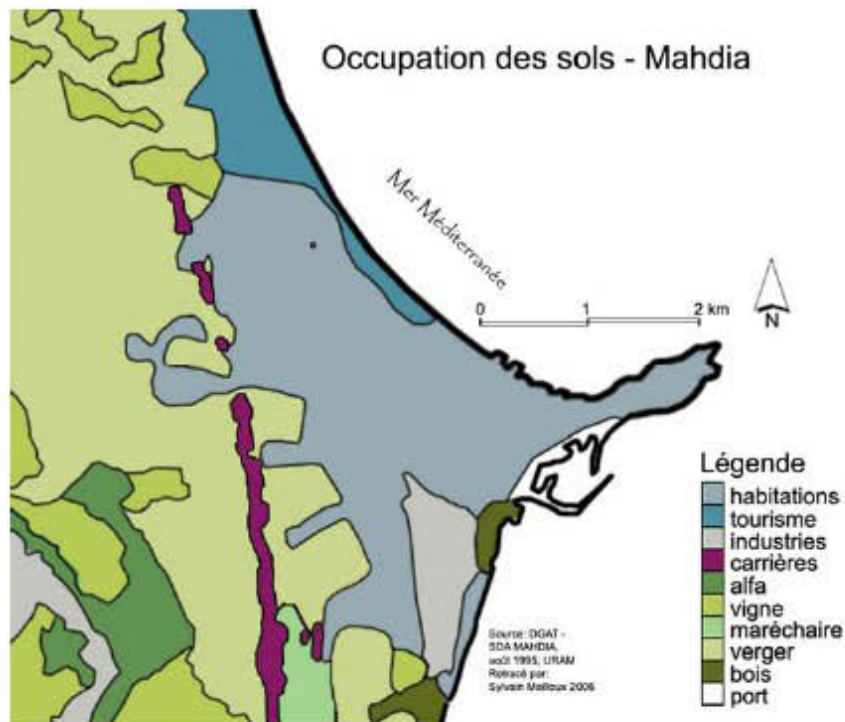 Occupation des sols - Mahdia
Mer Méditerranée
0 1 2 km
N
Légende
habitations
tourisme
industries
carrières
alfa
vigne
maréchaire
verger
bois
port
Source: DGAT -
SDA MAHDIA,
août 1995, URAM
Retracé par:
Sylvain Mailloux 2006